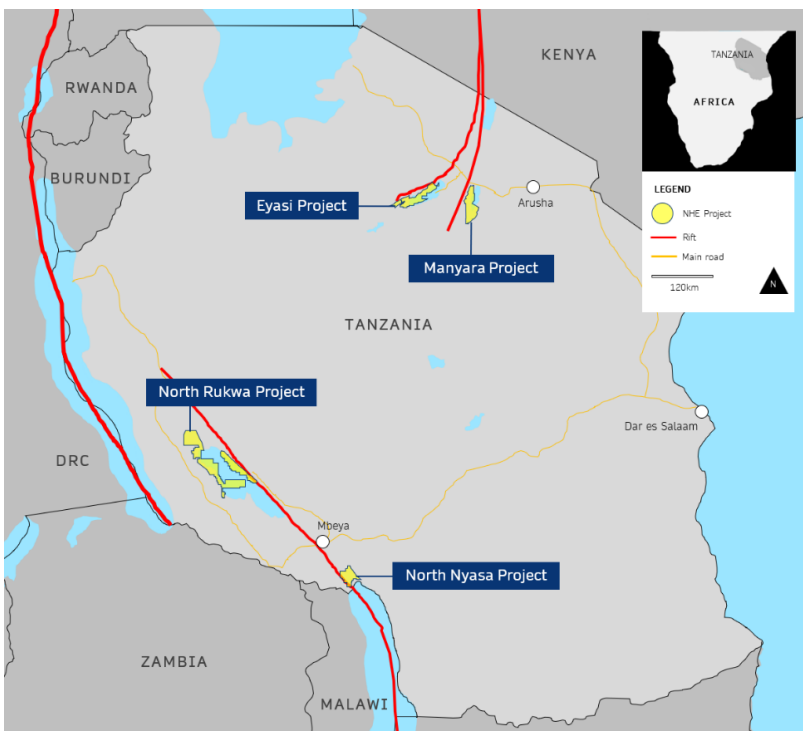 KENYA
RWANDA
BURUNDI
Eyasi Project
Arusha
Manyara Project
TANZANIA
North Rukwa Project
Dar es Salaam
DRC
Mbeya
North Nyasa Project
ZAMBIA
MALAWI
TANZANIA
AFRICA
LEGEND
NHE Project
Rift
Main road
120km
N